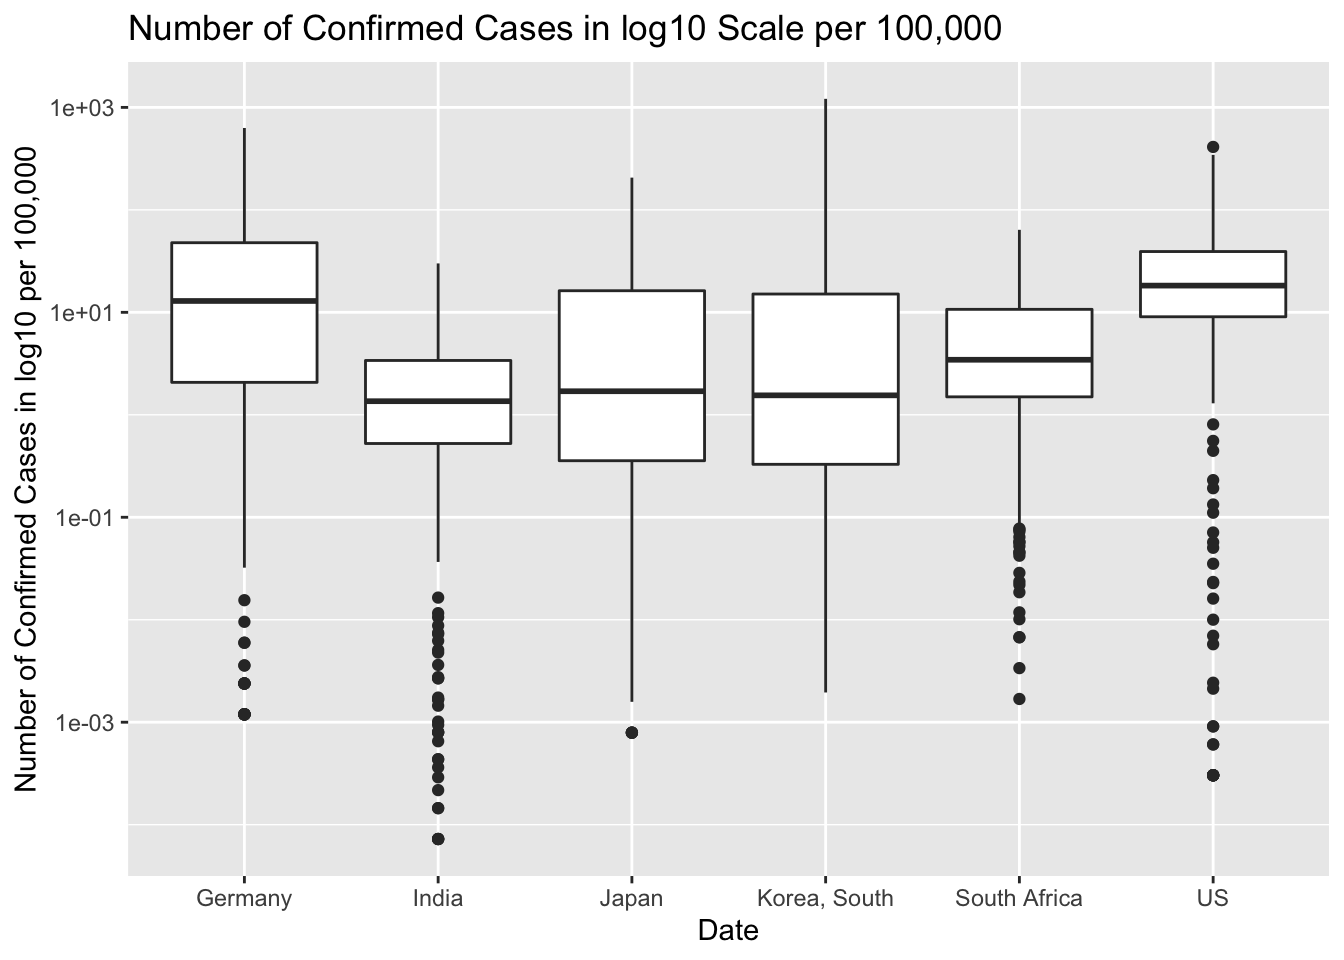 Number of Confirmed Cases in log10 Scale per 100,000
Number of Confirmed Cases in log10 per 100,000
1e+03
1e+01
1e-01
1e-03
Germany
India
Japan
Korea, South
South Africa
US
Date